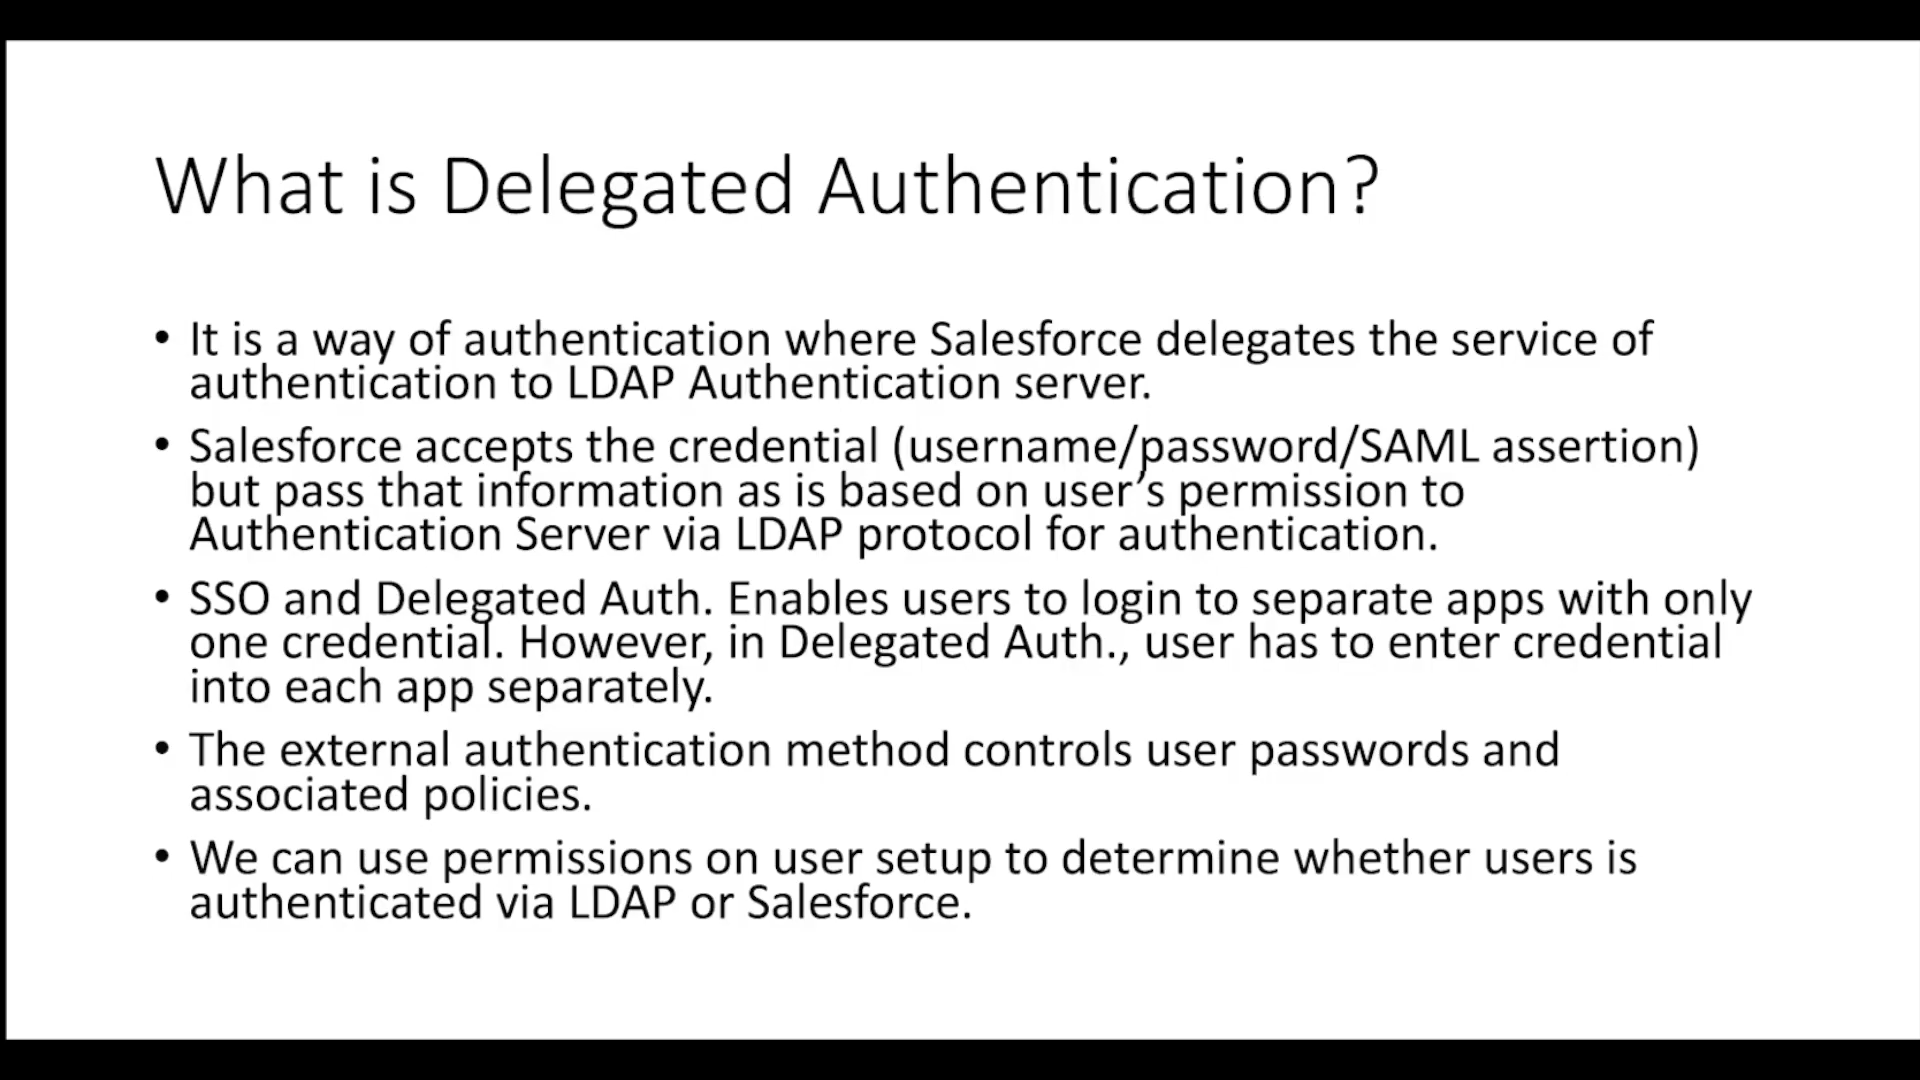 What is Delegated Authentication?
• It is a way of authentication where Salesforce delegates the service of
authentication to LDAP Authentication server.
• Salesforce accepts the credential (username/password/SAML assertion)
but pass that information as is based on user's permission to
Authentication Server via LDAP protocol for authentication.
• SSO and Delegated Auth. Enables users to login to separate apps with only
one credential. However, in Delegated Auth., user has to enter credential
into each app separately.
• The external authentication method controls user passwords and
associated policies.
• We can use permissions on user setup to determine whether users is
authenticated via LDAP or Salesforce.